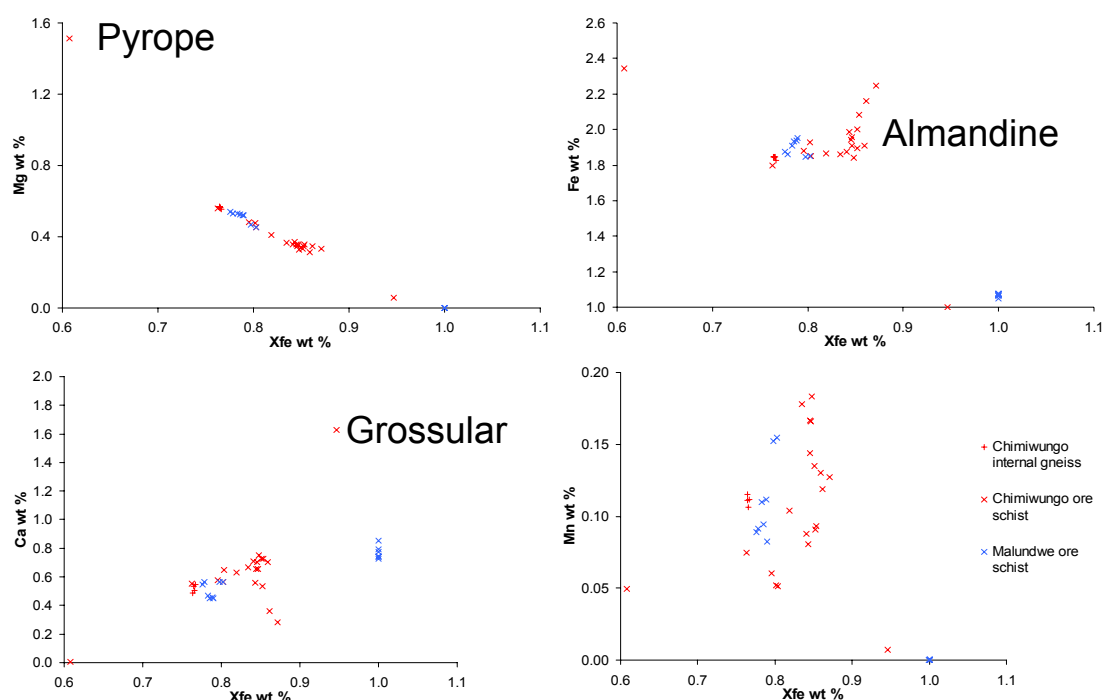 Pyrope
Mg wt %
1.6
1.2
0.8
0.4
0.0
0.6 0.7 0.8 0.9 1.0 1.1
Xfe wt %
Almandine
Fe wt %
2.6
2.4
2.2
2.0
1.8
1.6
1.4
1.2
1.0
0.6 0.7 0.8 0.9 1.0 1.1
Xfe wt %
Grossular
Ca wt %
2.0
1.8
1.6
1.4
1.2
1.0
0.8
0.6
0.4
0.2
0.0
0.6 0.7 0.8 0.9 1.0 1.1
Xfe wt %
Mn wt %
0.20
0.15
0.10
0.05
0.00
0.6 0.7 0.8 0.9 1.0 1.1
Xfe wt %
Chimiwungo
internal gneiss
Chimiwungo ore
schist
Malundwe ore
schist